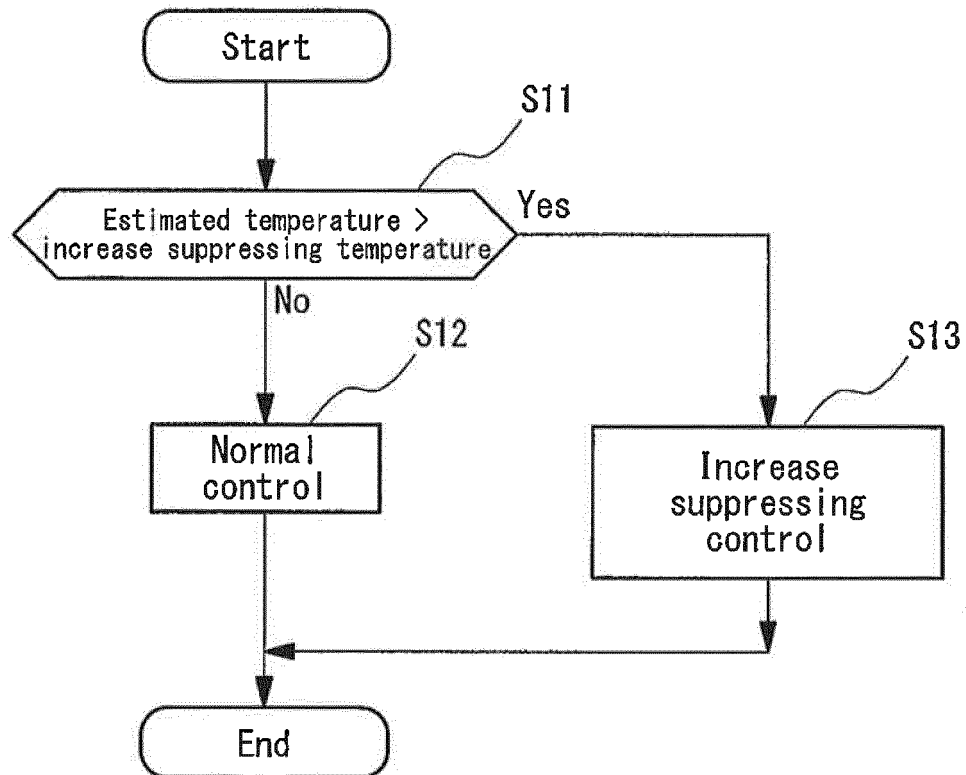 Start
S11
Estimated temperature >
increase suppressing temperature
Yes
No
S12
S13
Normal
control
Increase
suppressing
control
End